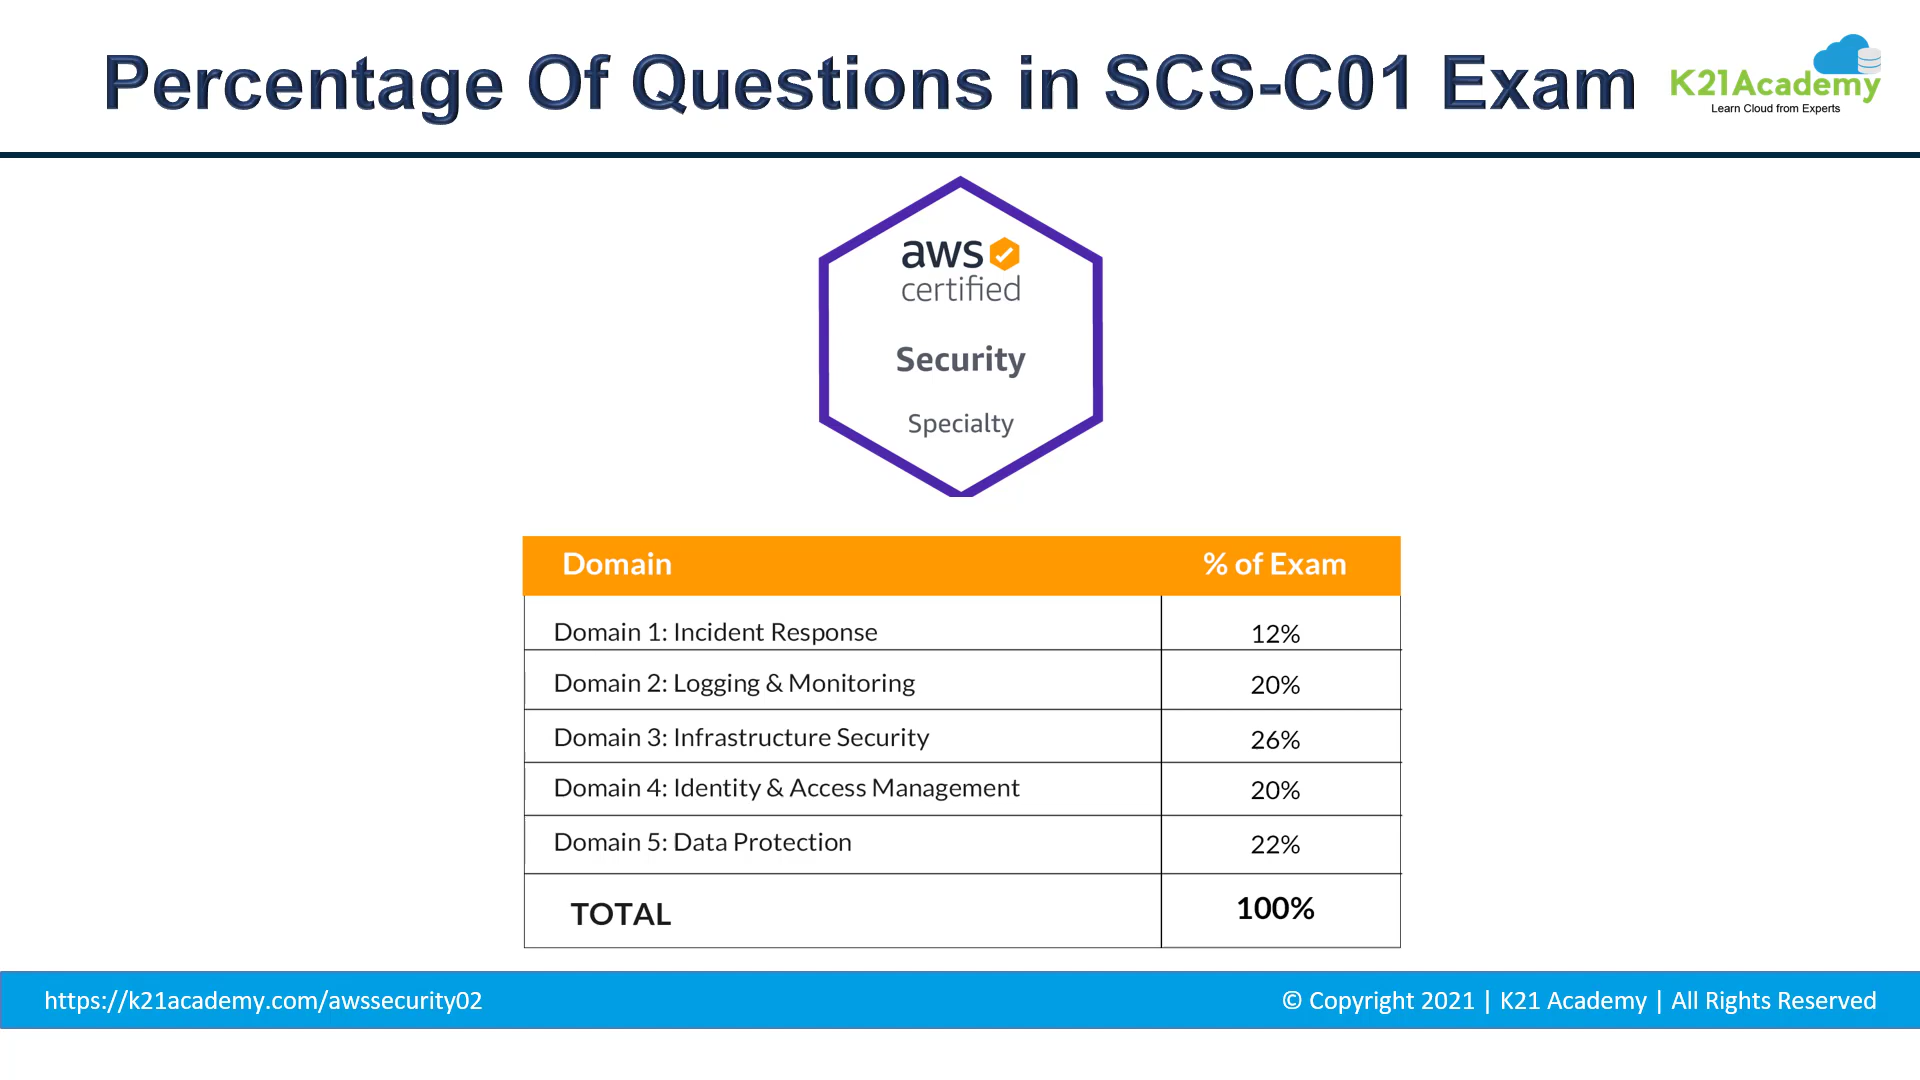 Percentage Of Questions in SCS-C01 Exam
K21Academy
Learn Cloud from Experts
aws
certified
Security
Specialty
Domain % of Exam
Domain 1: Incident Response 12%
Domain 2: Logging & Monitoring 20%
Domain 3: Infrastructure Security 26%
Domain 4: Identity & Access Management 20%
Domain 5: Data Protection 22%
TOTAL 100%
https://k21academy.com/awssecurity02 © Copyright 2021 | K21 Academy | All Rights Reserved